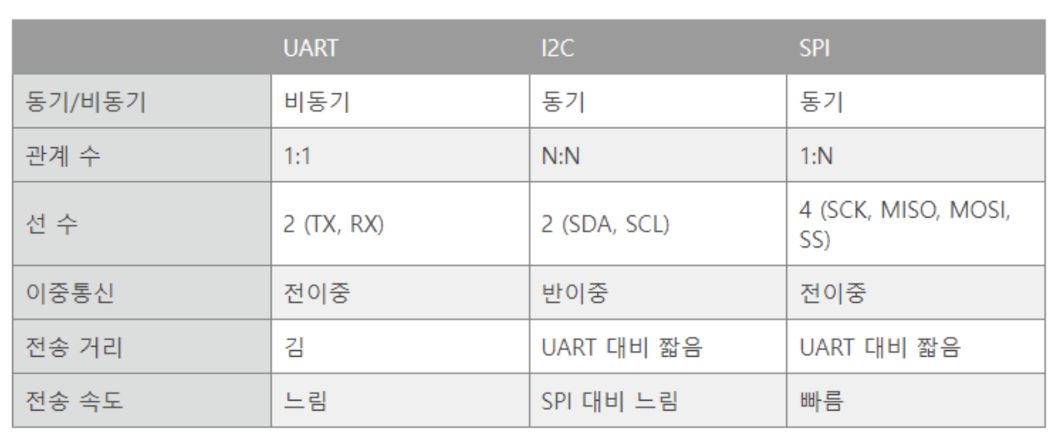 UART I2C SPI
동기/비동기 비동기 동기 동기
관계 수 1:1 N:N 1:N
선 수 2 (TX, RX) 2 (SDA, SCL) 4 (SCK, MISO, MOSI,
SS)
이중통신 전이중 반이중 전이중
전송 거리 김 UART 대비 짧음 UART 대비 짧음
전송 속도 느림 SPI 대비 느림 빠름